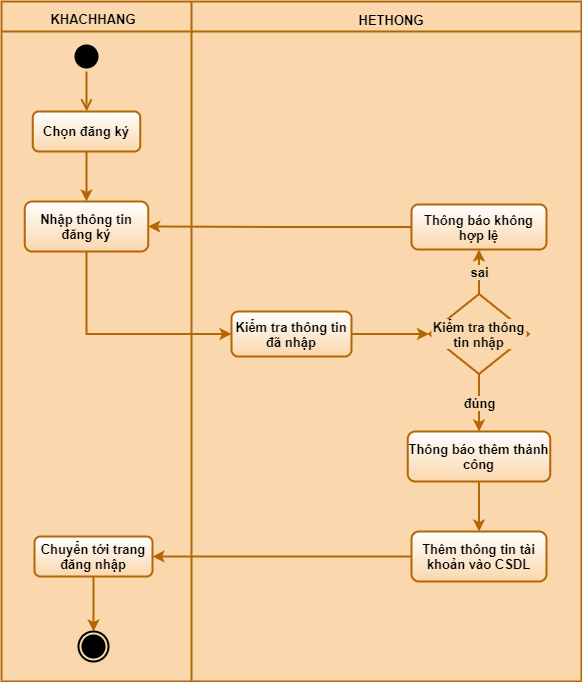 KHACHHANG
HETHONG
Chọn đăng ký
Nhập thông tin
đăng ký
Thông báo không
hợp lệ
sai
Kiểm tra thông tin
đã nhập
Kiểm tra thông
tin nhập
đúng
Thông báo thêm thành
công
Chuyển tới trang
đăng nhập
Thêm thông tin tài
khoản vào CSDL